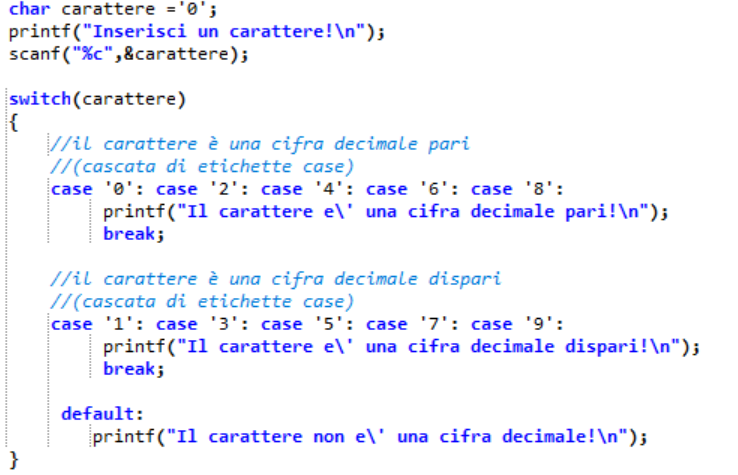 char carattere ='0';
printf("Inserisci un carattere!\n");
scanf("%c",&carattere);
switch(carattere)
{
//il carattere è una cifra decimale pari
//(cascata di etichette case)
case '0': case '2': case '4': case '6': case '8':
printf("Il carattere e\' una cifra decimale pari!\n");
break;
//il carattere è una cifra decimale dispari
//(cascata di etichette case)
case '1': case '3': case '5': case '7': case '9':
printf("Il carattere e\' una cifra decimale dispari!\n");
break;
default:
printf("Il carattere non e\' una cifra decimale!\n");
}